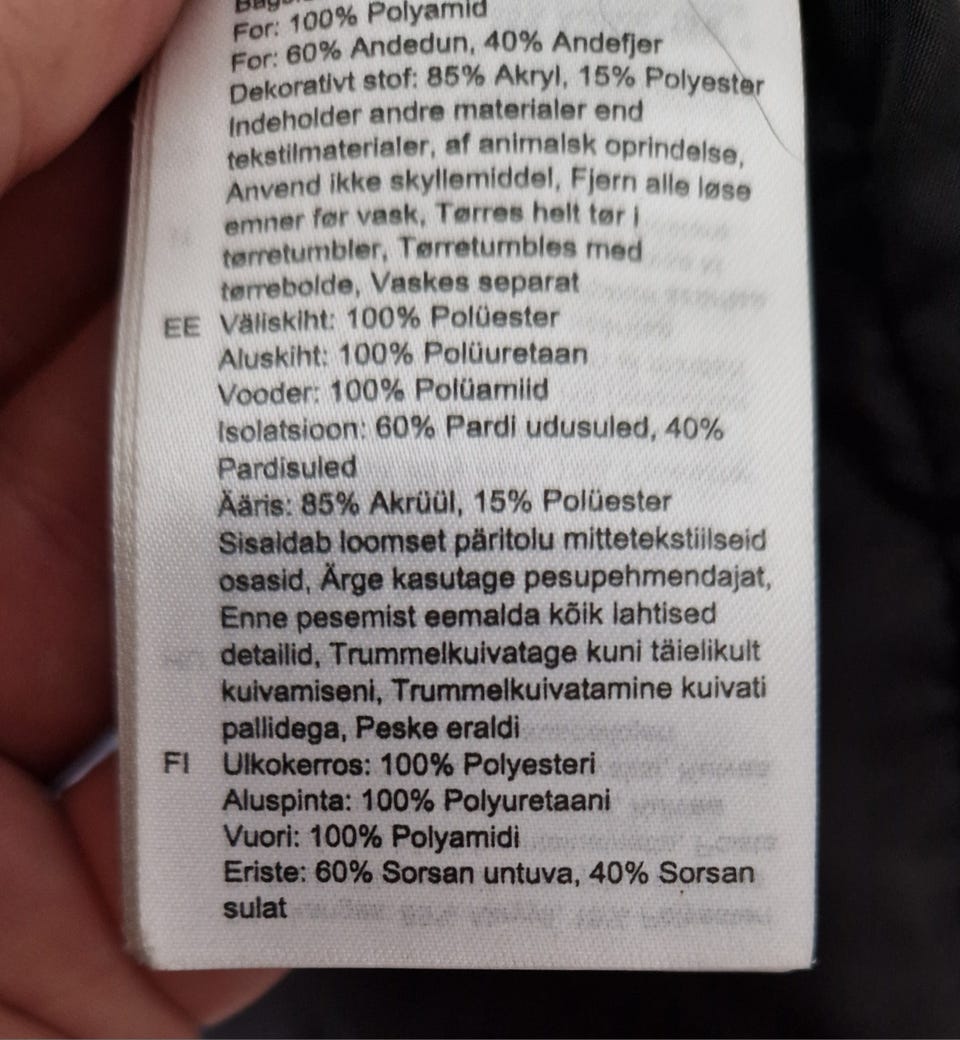 For: 100% Polyamid
For: 60% Andedun, 40% Andefjer
Dekorativt stof: 85% Akryl, 15% Polyester
Indeholder andre materialer end
tekstilmaterialer, af animalsk oprindelse,
Anvend ikke skyllemiddel, Fjern alle løse
emner før vask, Tørres helt tør i
tørretumbler, Tørretumbles med
tørrebolde, Vaskes separat
EE Väliskiht: 100% Polüester
Aluskiht: 100% Polüuretaan
Vooder: 100% Polüamiid
Isolatsioon: 60% Pardi udusuled, 40%
Pardisuled
Ääris: 85% Akrüül, 15% Polüester
Sisaldab loomset päritolu mittetekstiilseid
osasid, Ärge kasutage pesupehmendajat,
Enne pesemist eemalda kõik lahtised
detailid, Trummelkuivatage kuni täielikult
kuivamiseni, Trummelkuivatamine kuivati
pallidega, Peske eraldi
FI Ulkokerros: 100% Polyesteri
Aluspinta: 100% Polyuretaani
Vuori: 100% Polyamidi
Eriste: 60% Sorsan untuva, 40% Sorsan
sulat